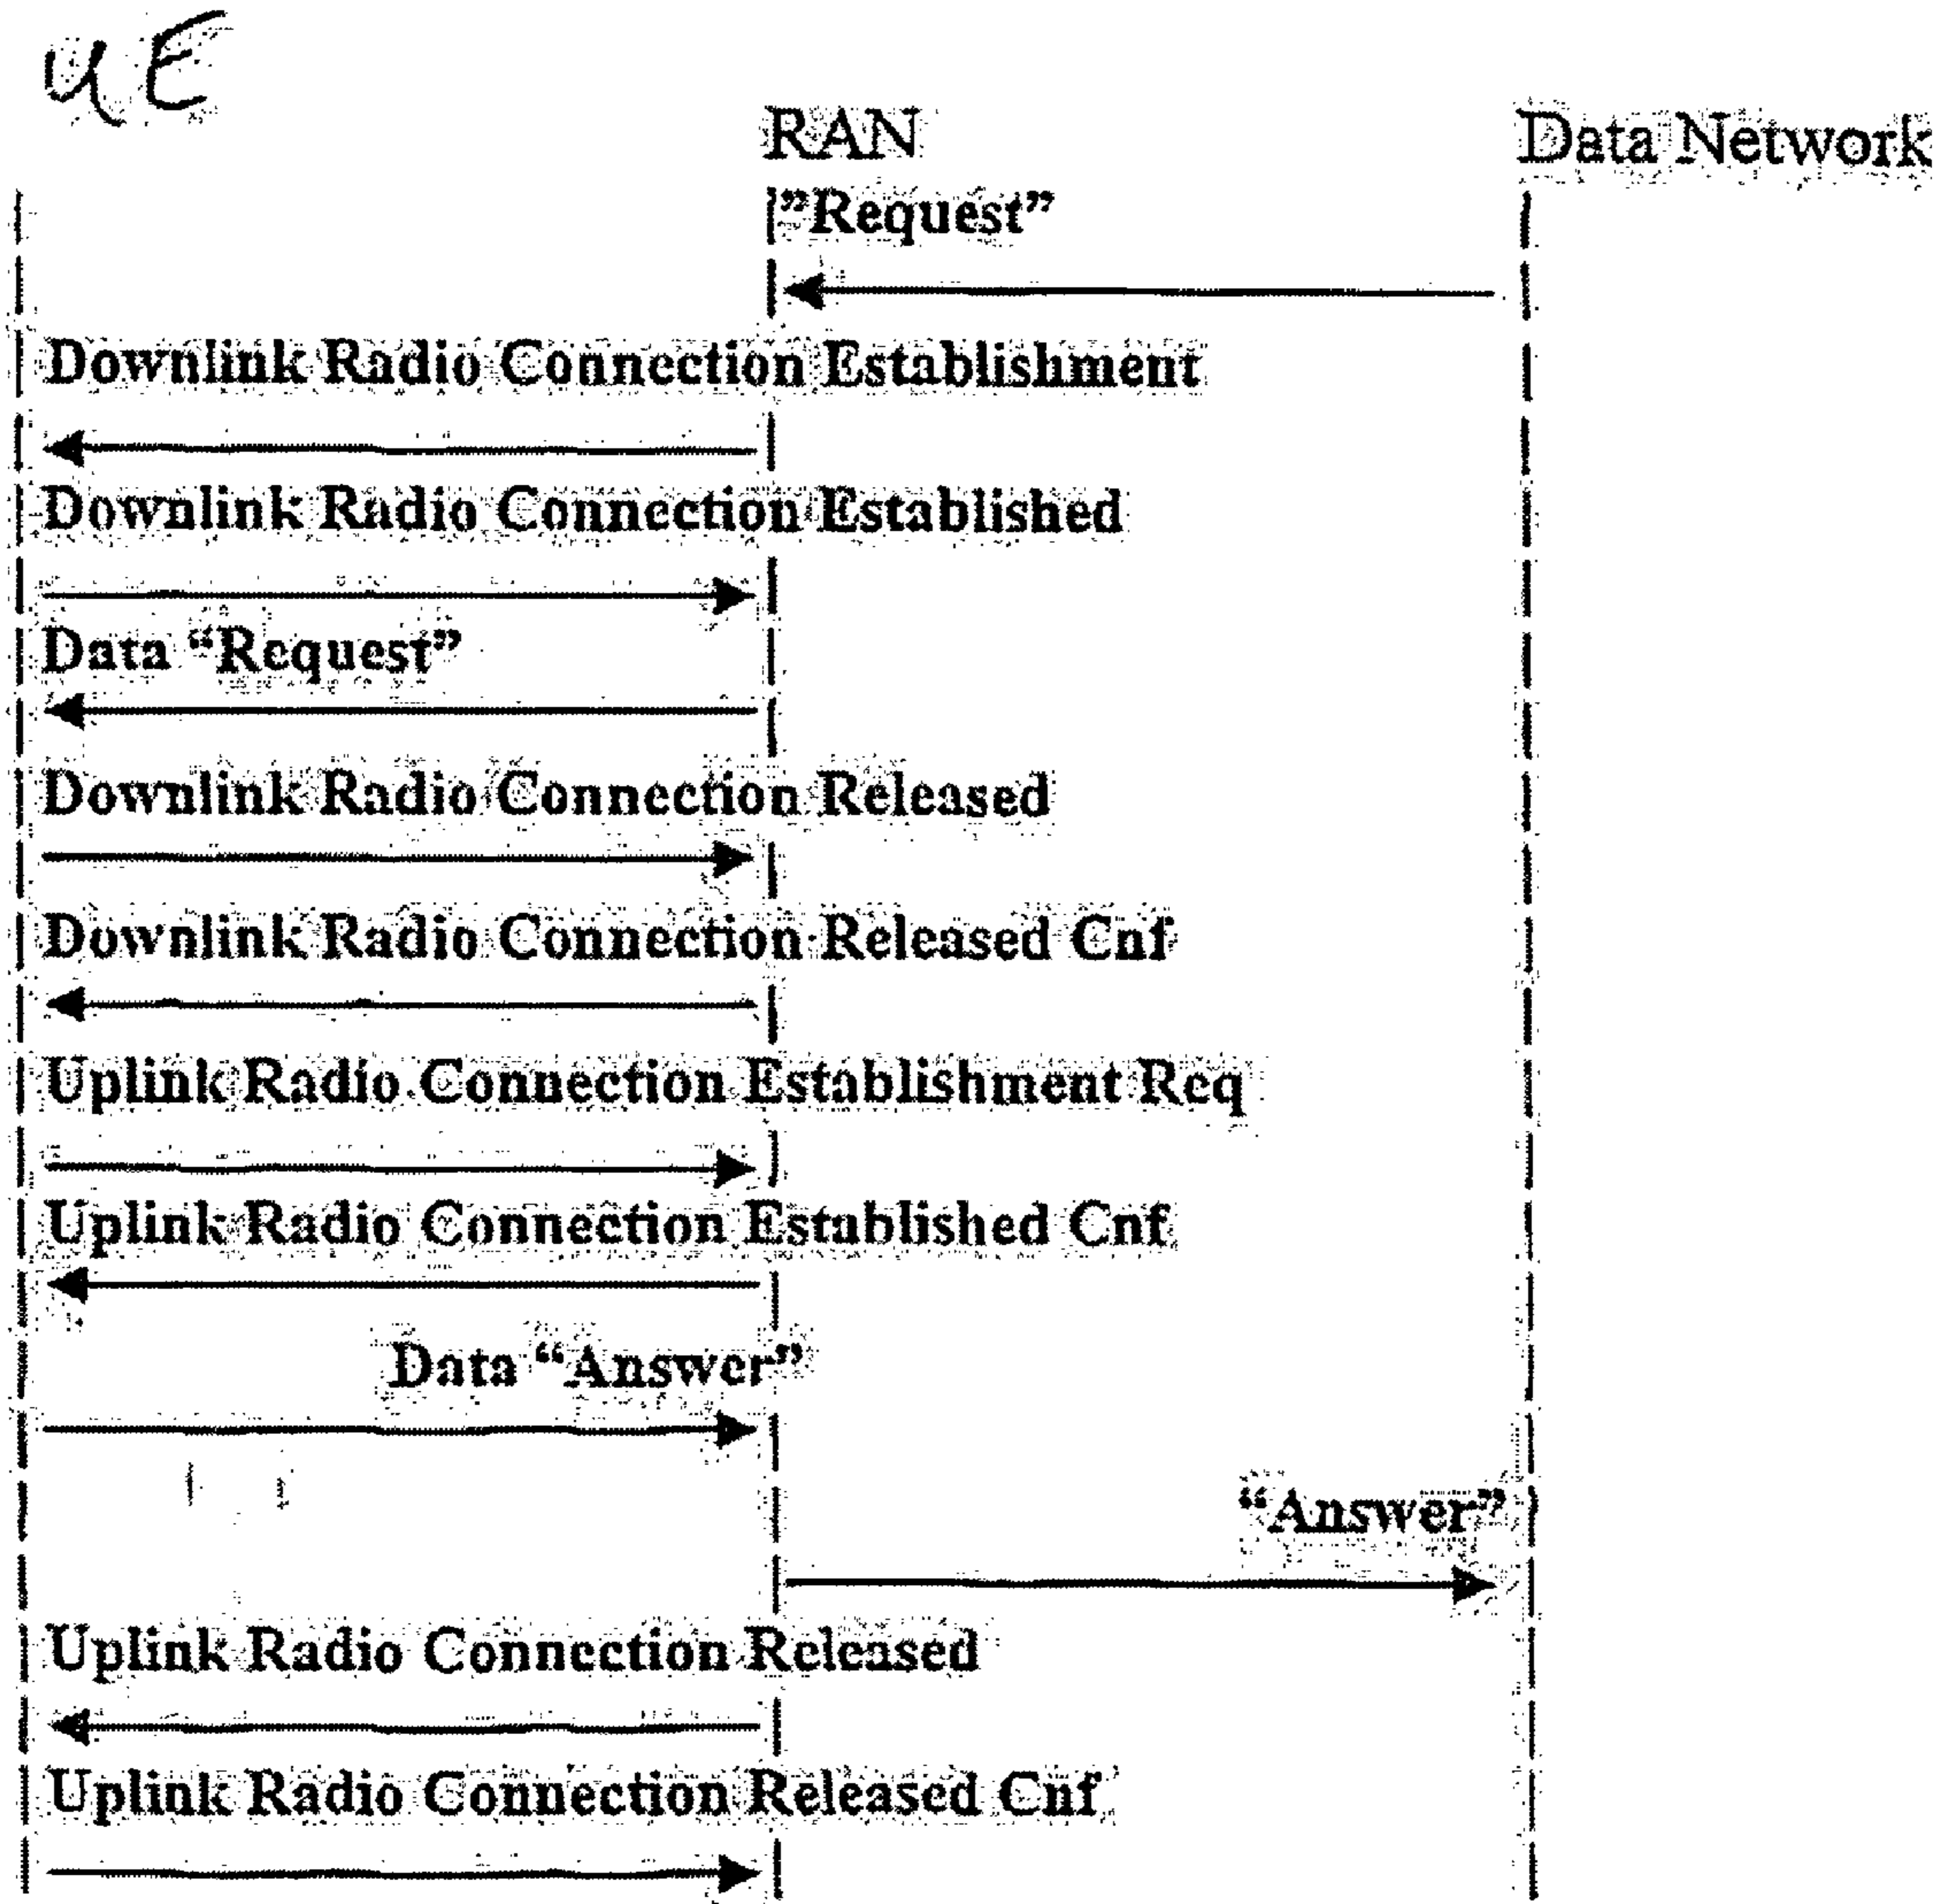 UE
RAN
Data Network
”Request”
Downlink Radio Connection Establishment
Downlink Radio Connection Established
Data “Request”
Downlink Radio Connection Released
Downlink Radio Connection Released Cnf
Uplink Radio Connection Establishment Req
Uplink Radio Connection Established Cnf
Data “Answer”
“Answer”
Uplink Radio Connection Released
Uplink Radio Connection Released Cnf